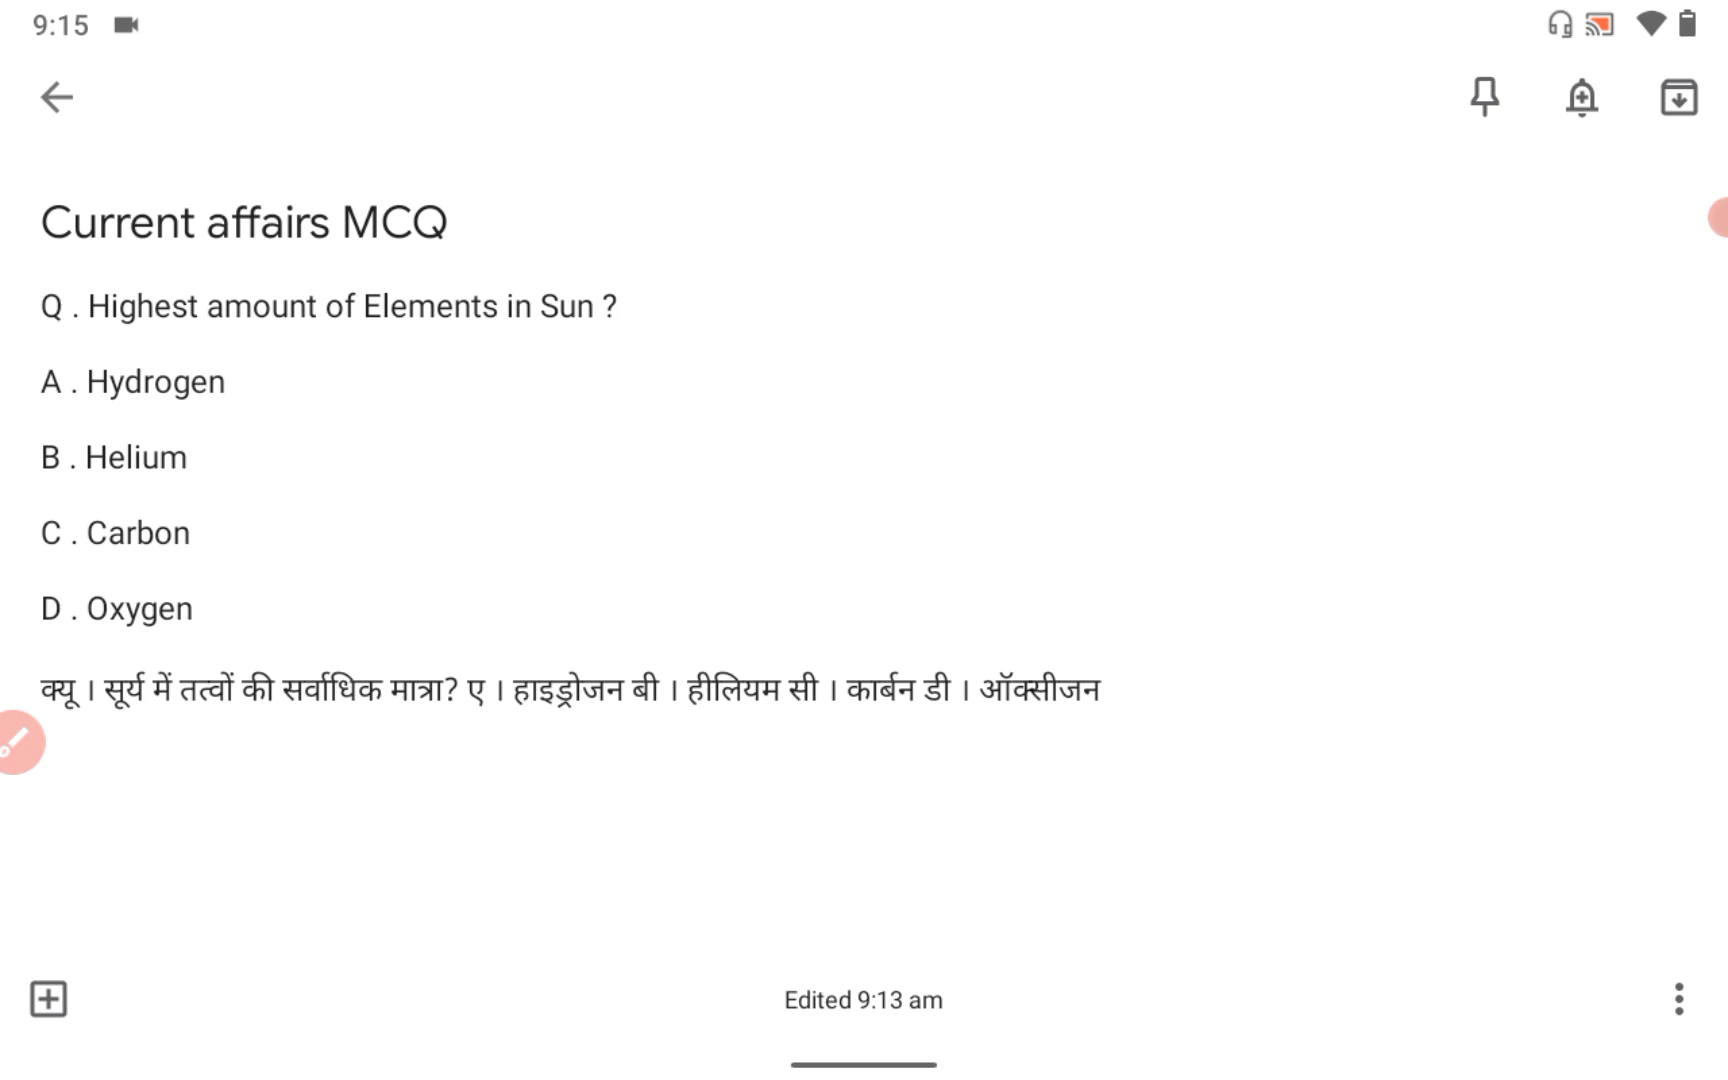 9:15
Current affairs MCQ
Q . Highest amount of Elements in Sun ?
A . Hydrogen
B . Helium
C . Carbon
D . Oxygen
क्यू । सूर्य में तत्वों की सर्वाधिक मात्रा? ए । हाइड्रोजन बी । हीलियम सी । कार्बन डी । ऑक्सीजन
Edited 9:13 am